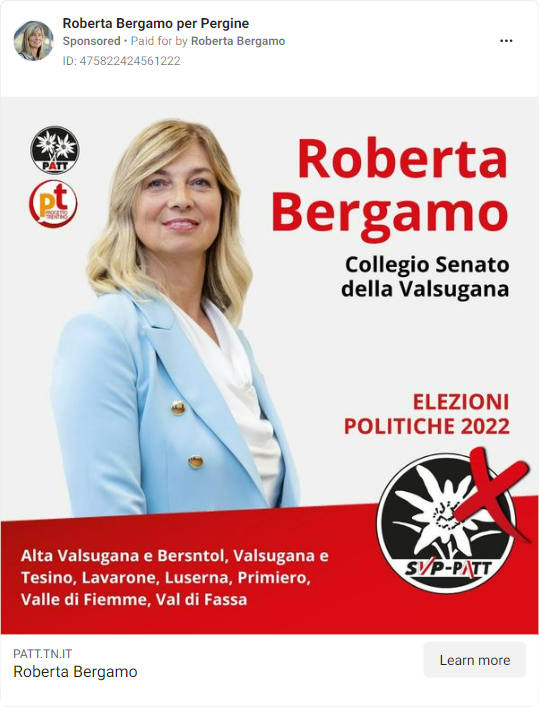 Roberta Bergamo per Pergine
Sponsored • Paid for by Roberta Bergamo
ID: 475822424561222
PATT
pt
PROGETTO
TRENTINO
Roberta
Bergamo
Collegio Senato
della Valsugana
ELEZIONI
POLITICHE 2022
SVP-PATT
Alta Valsugana e Bersntol, Valsugana e
Tesino, Lavarone, Luserna, Primiero,
Valle di Fiemme, Val di Fassa
PATT.TN.IT
Roberta Bergamo
Learn more